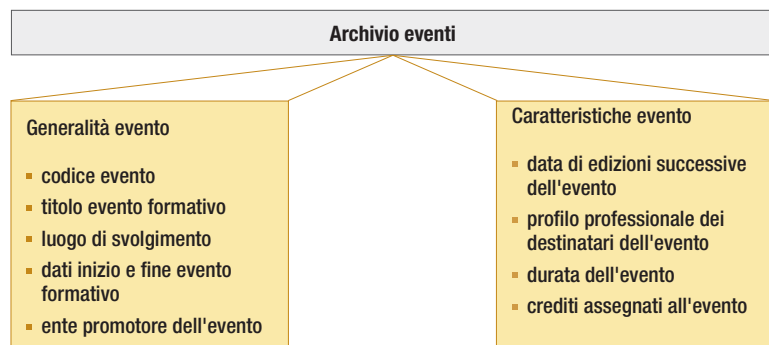 Archivio eventi
Generalità evento
codice evento
titolo evento formativo
luogo di svolgimento
dati inizio e fine evento
formativo
ente promotore dell'evento
Caratteristiche evento
data di edizioni successive
dell'evento
profilo professionale dei
destinatari dell'evento
durata dell'evento
crediti assegnati all'evento